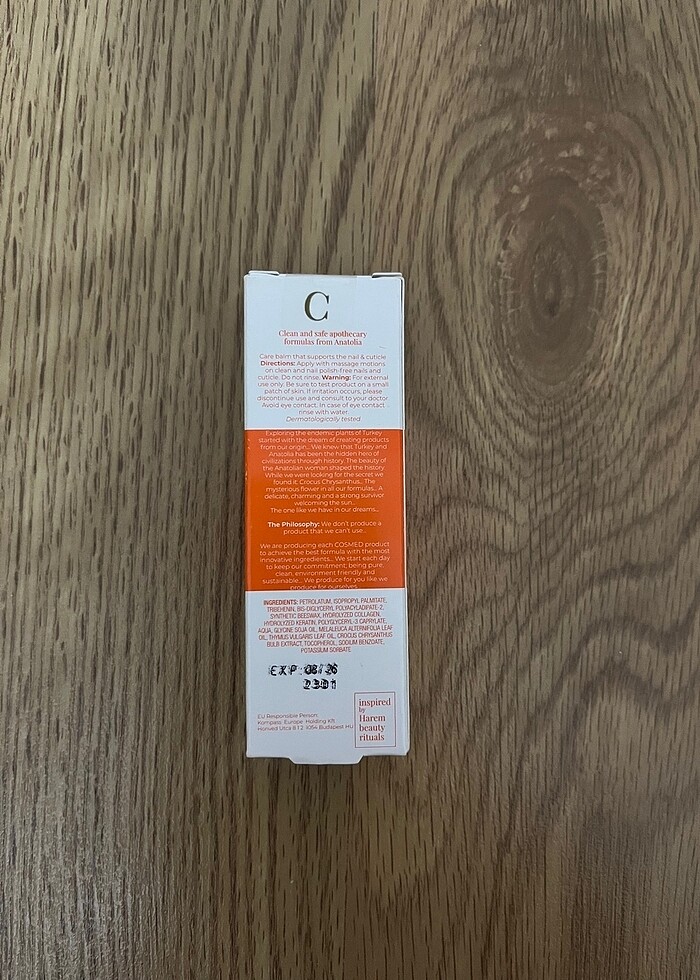 C
Clean and safe apothecary
formulas from Anatolia
Care balm that supports the nail & cuticle
Directions: Apply with massage motions
on clean and nail polish-free nails and
cuticle. Do not rinse. Warning: For external
use only. Be sure to test product on a small
patch of skin. If irritation occurs, please
discontinue use and consult to your doctor.
Avoid eye contact. In case of eye contact
rinse with water.
Dermatologically tested
Exploring the endemic plants of Turkey
started with the dream of creating products
from our origin... We knew that Turkey and
Anatolia has been the hidden hero of
civilizations through history. The beauty of
the Anatolian woman shaped the history.
While we were looking for the secret we
found it; Crocus Chrysanthus... The
mysterious flower in all our formulas... A
delicate, charming and a strong survivor
welcoming the sun...
The one like we have in our dreams...
The Philosophy: We don't produce a
product that we can't use...
We are producing each COSMED product
to achieve the best formula with the most
innovative ingredients... We start each day
to keep our commitment; being pure,
clean, environment friendly and
sustainable... We produce for you like we
produce for ourselves.
INGREDIENTS: PETROLATUM, ISOPROPYL PALMITATE,
TRIBEHENIN, BIS-DIGLYCERYL POLYACYLADIPATE-2,
SYNTHETIC BEESWAX, HYDROLYZED COLLAGEN,
HYDROLYZED KERATIN, POLYGLYCERYL-3 CAPRYLATE,
AQUA, GLYCINE SOJA OIL, MELALEUCA ALTERNIFOLIA LEAF
OIL, THYMUS VULGARIS LEAF OIL, CROCUS CHRYSANTHUS
BULB EXTRACT, TOCOPHEROL, SODIUM BENZOATE,
POTASSIUM SORBATE
EXP: 08/26
2301
EU Responsible Person:
Kompass Europe Holding Kft.
Honvéd Utca 8 1 2 1054 Budapest HU
inspired
by
Harem
beauty
rituals